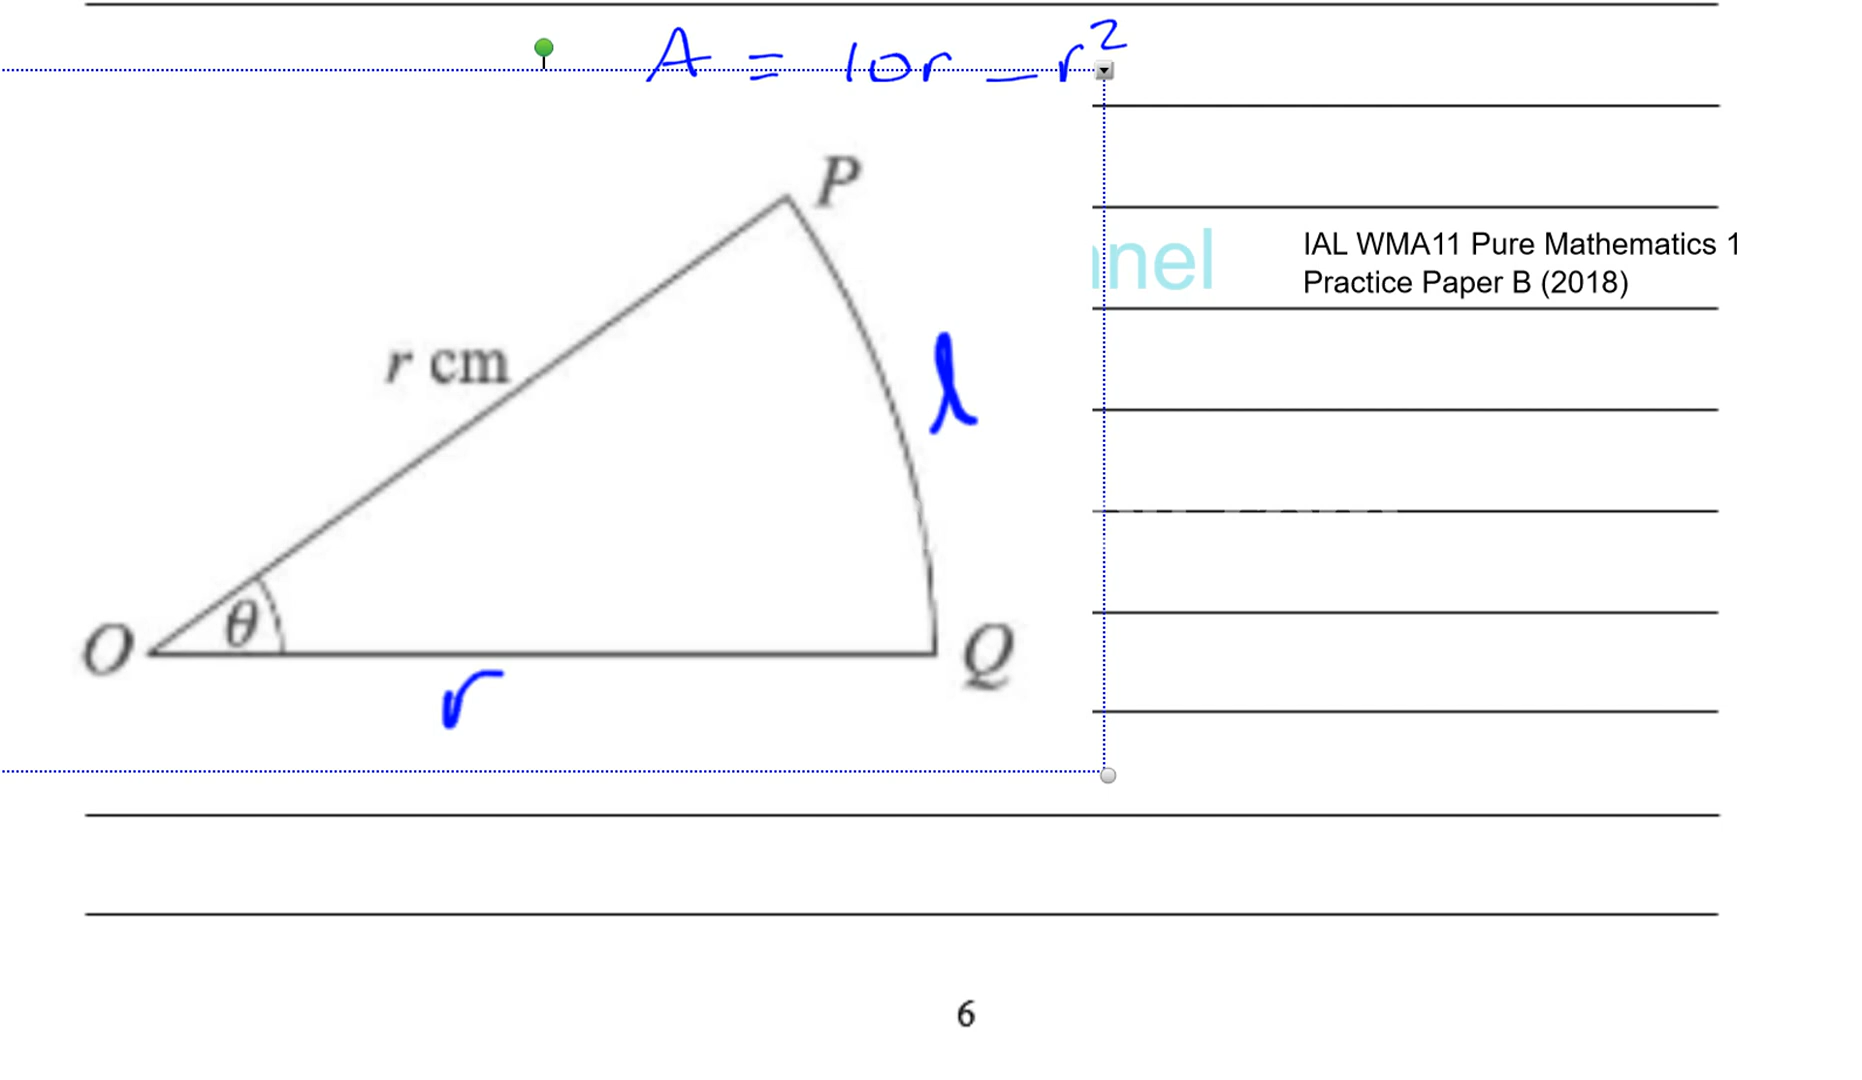 A = 10r - r²
P
nel
IAL WMA11 Pure Mathematics 1
Practice Paper B (2018)
r cm
l
θ
O
Q
r
6